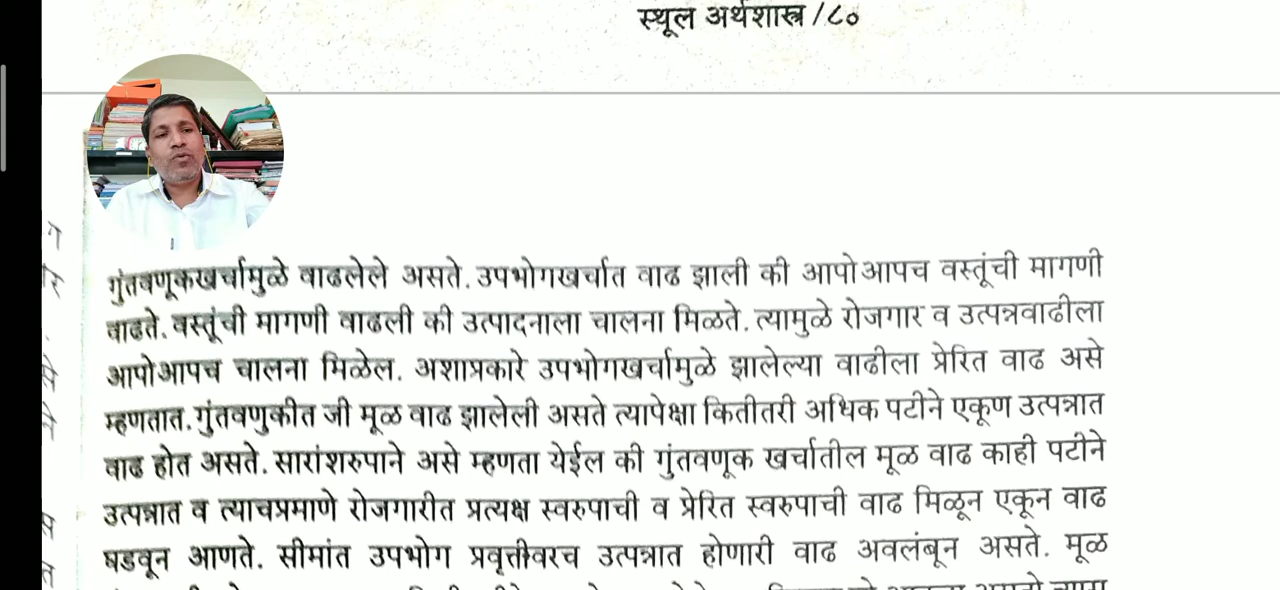 स्थूल अर्थशास्त्र /८०
गुंतवणूकखर्चामुळे वाढलेले असते. उपभोगखर्चात वाढ झाली की आपोआपच वस्तूंची मागणी
वाढते. वस्तूंची मागणी वाढली की उत्पादनाला चालना मिळते. त्यामुळे रोजगार व उत्पन्नवाढीला
आपोआपच चालना मिळेल. अशाप्रकारे उपभोगखर्चामुळे झालेल्या वाढीला प्रेरित वाढ असे
म्हणतात. गुंतवणुकीत जी मूळ वाढ झालेली असते त्यापेक्षा कितीतरी अधिक पटीने एकूण उत्पन्नात
वाढ होत असते. सारांशरुपाने असे म्हणता येईल की गुंतवणूक खर्चातील मूळ वाढ काही पटीने
उत्पन्नात व त्याचप्रमाणे रोजगारीत प्रत्यक्ष स्वरुपाची व प्रेरित स्वरुपाची वाढ मिळून एकून वाढ
घडवून आणते. सीमांत उपभोग प्रवृत्तीवरच उत्पन्नात होणारी वाढ अवलंबून असते. मूळ